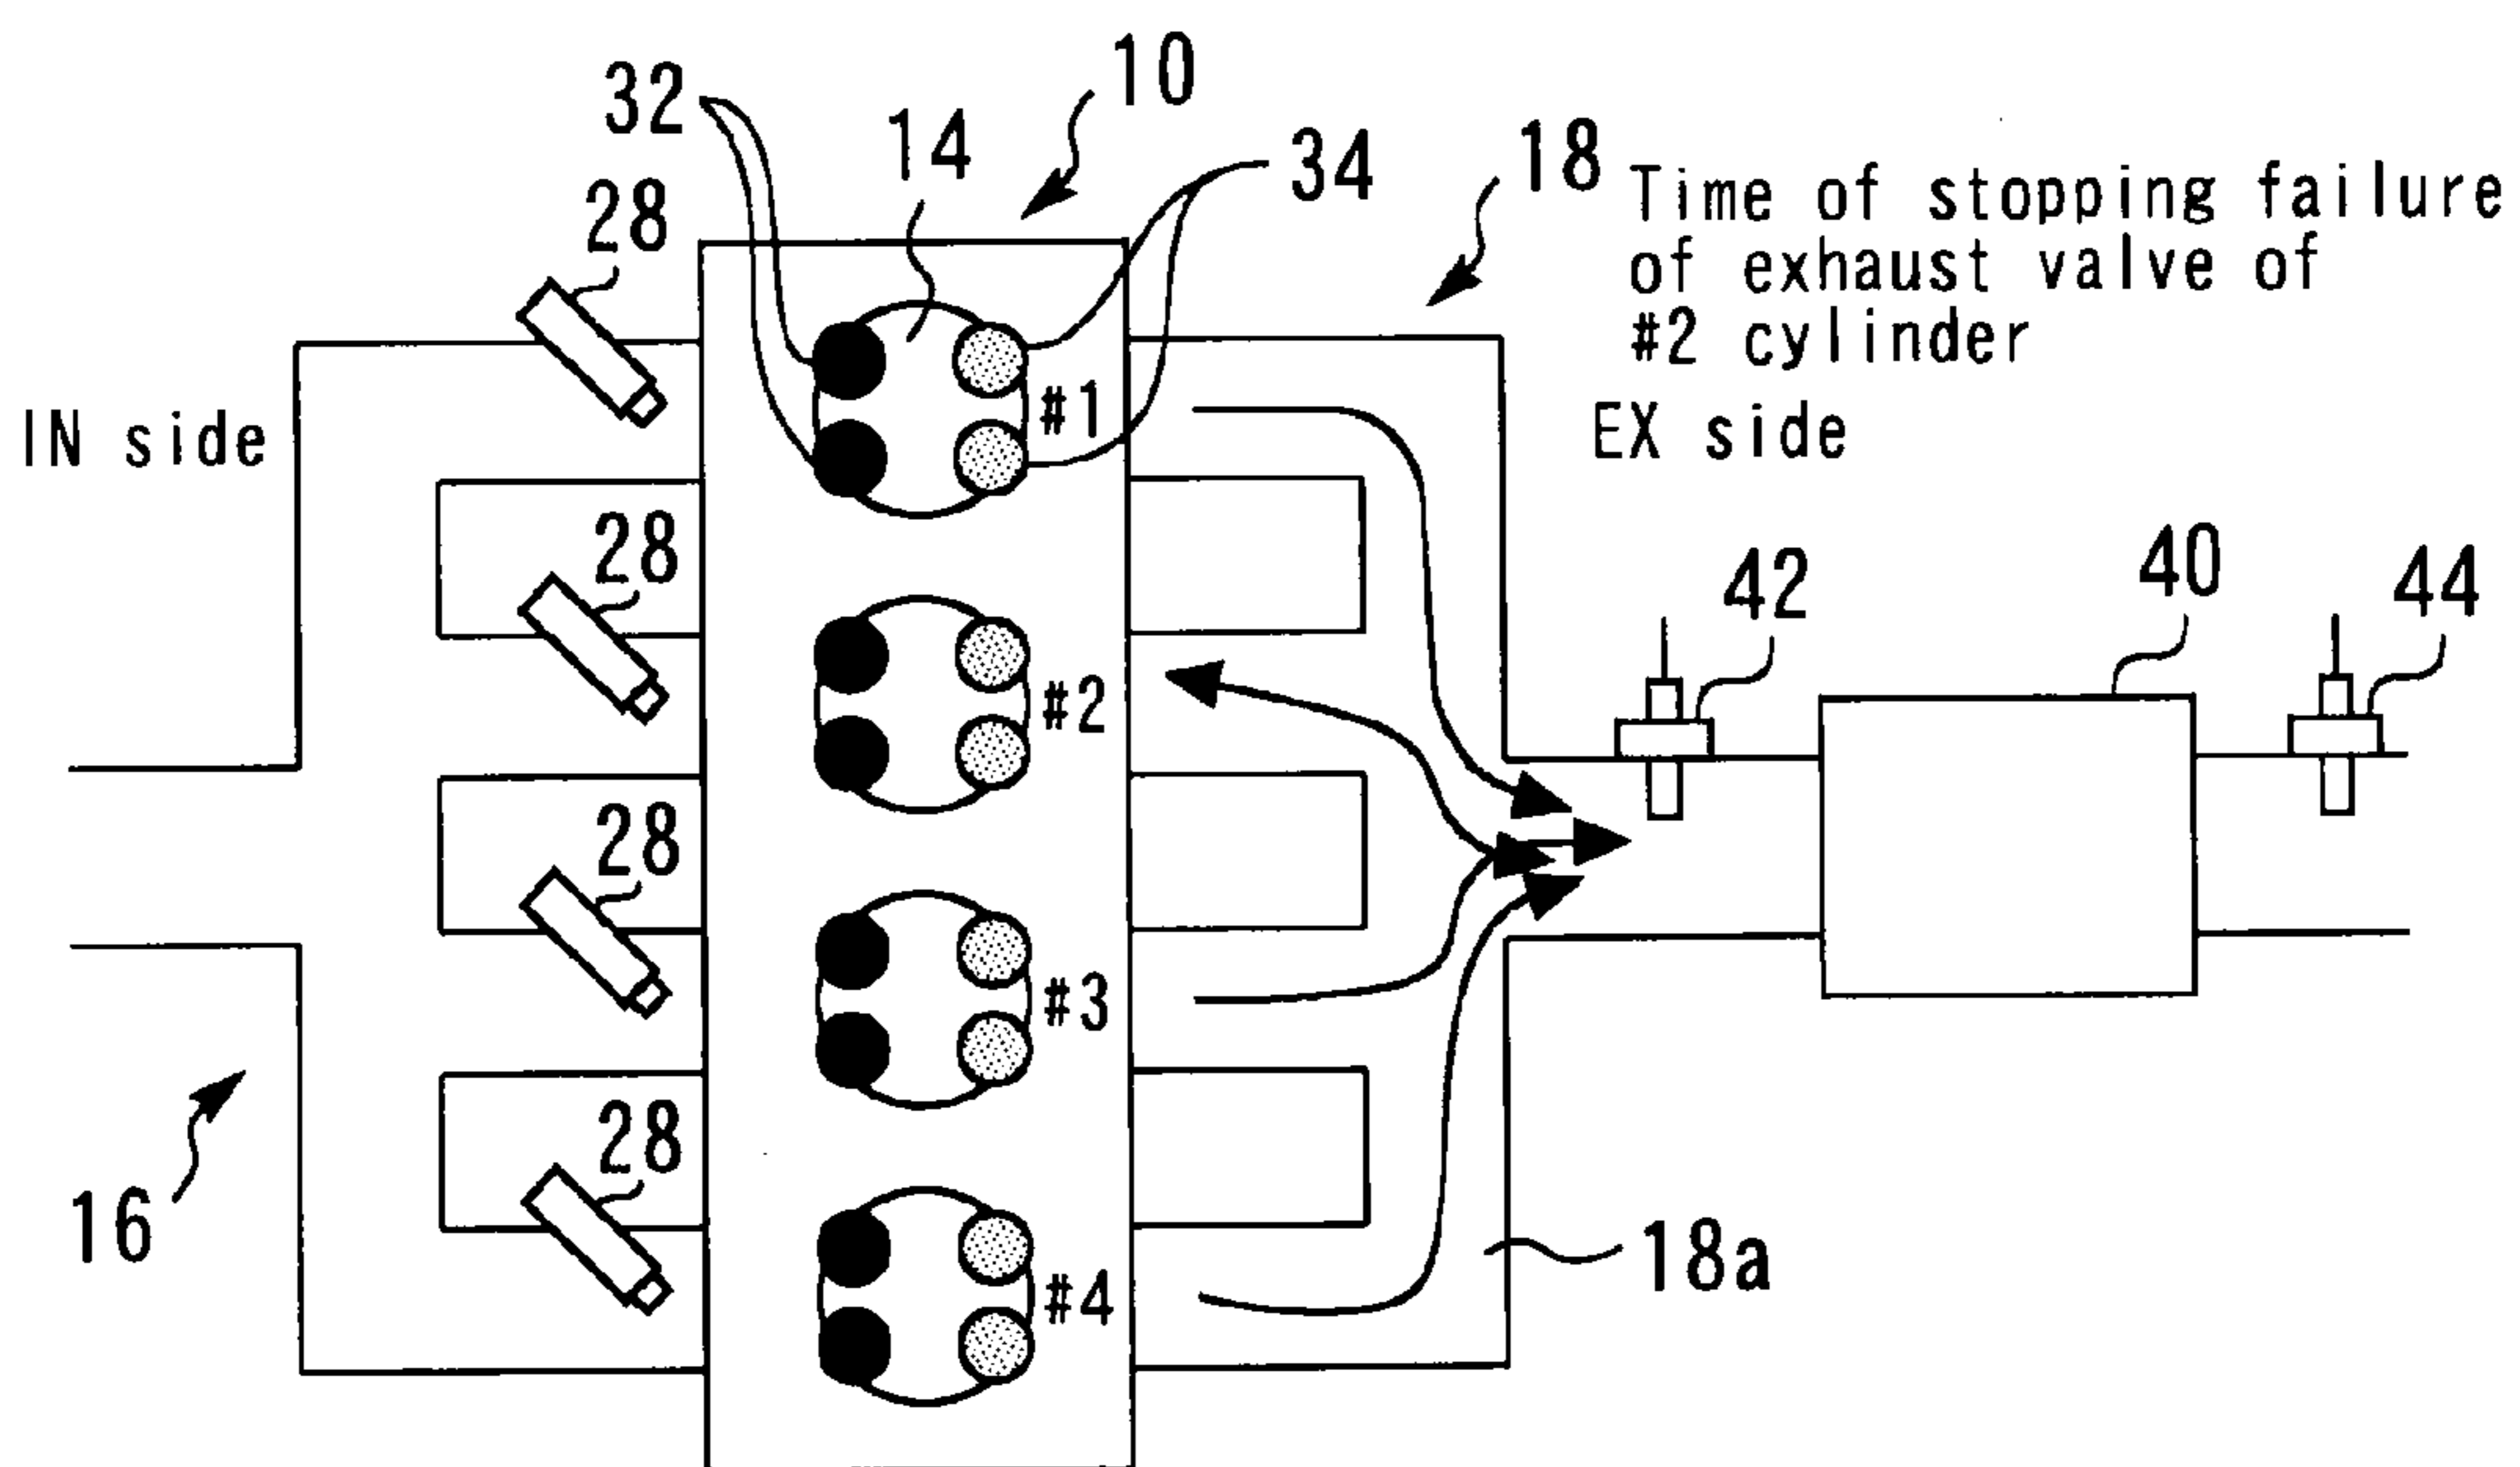 10
32
14
34
18
Time of stopping failure
of exhaust valve of
#2 cylinder
28
#1
IN side
EX side
28
42
40
44
#2
28
#3
28
16
18a
#4